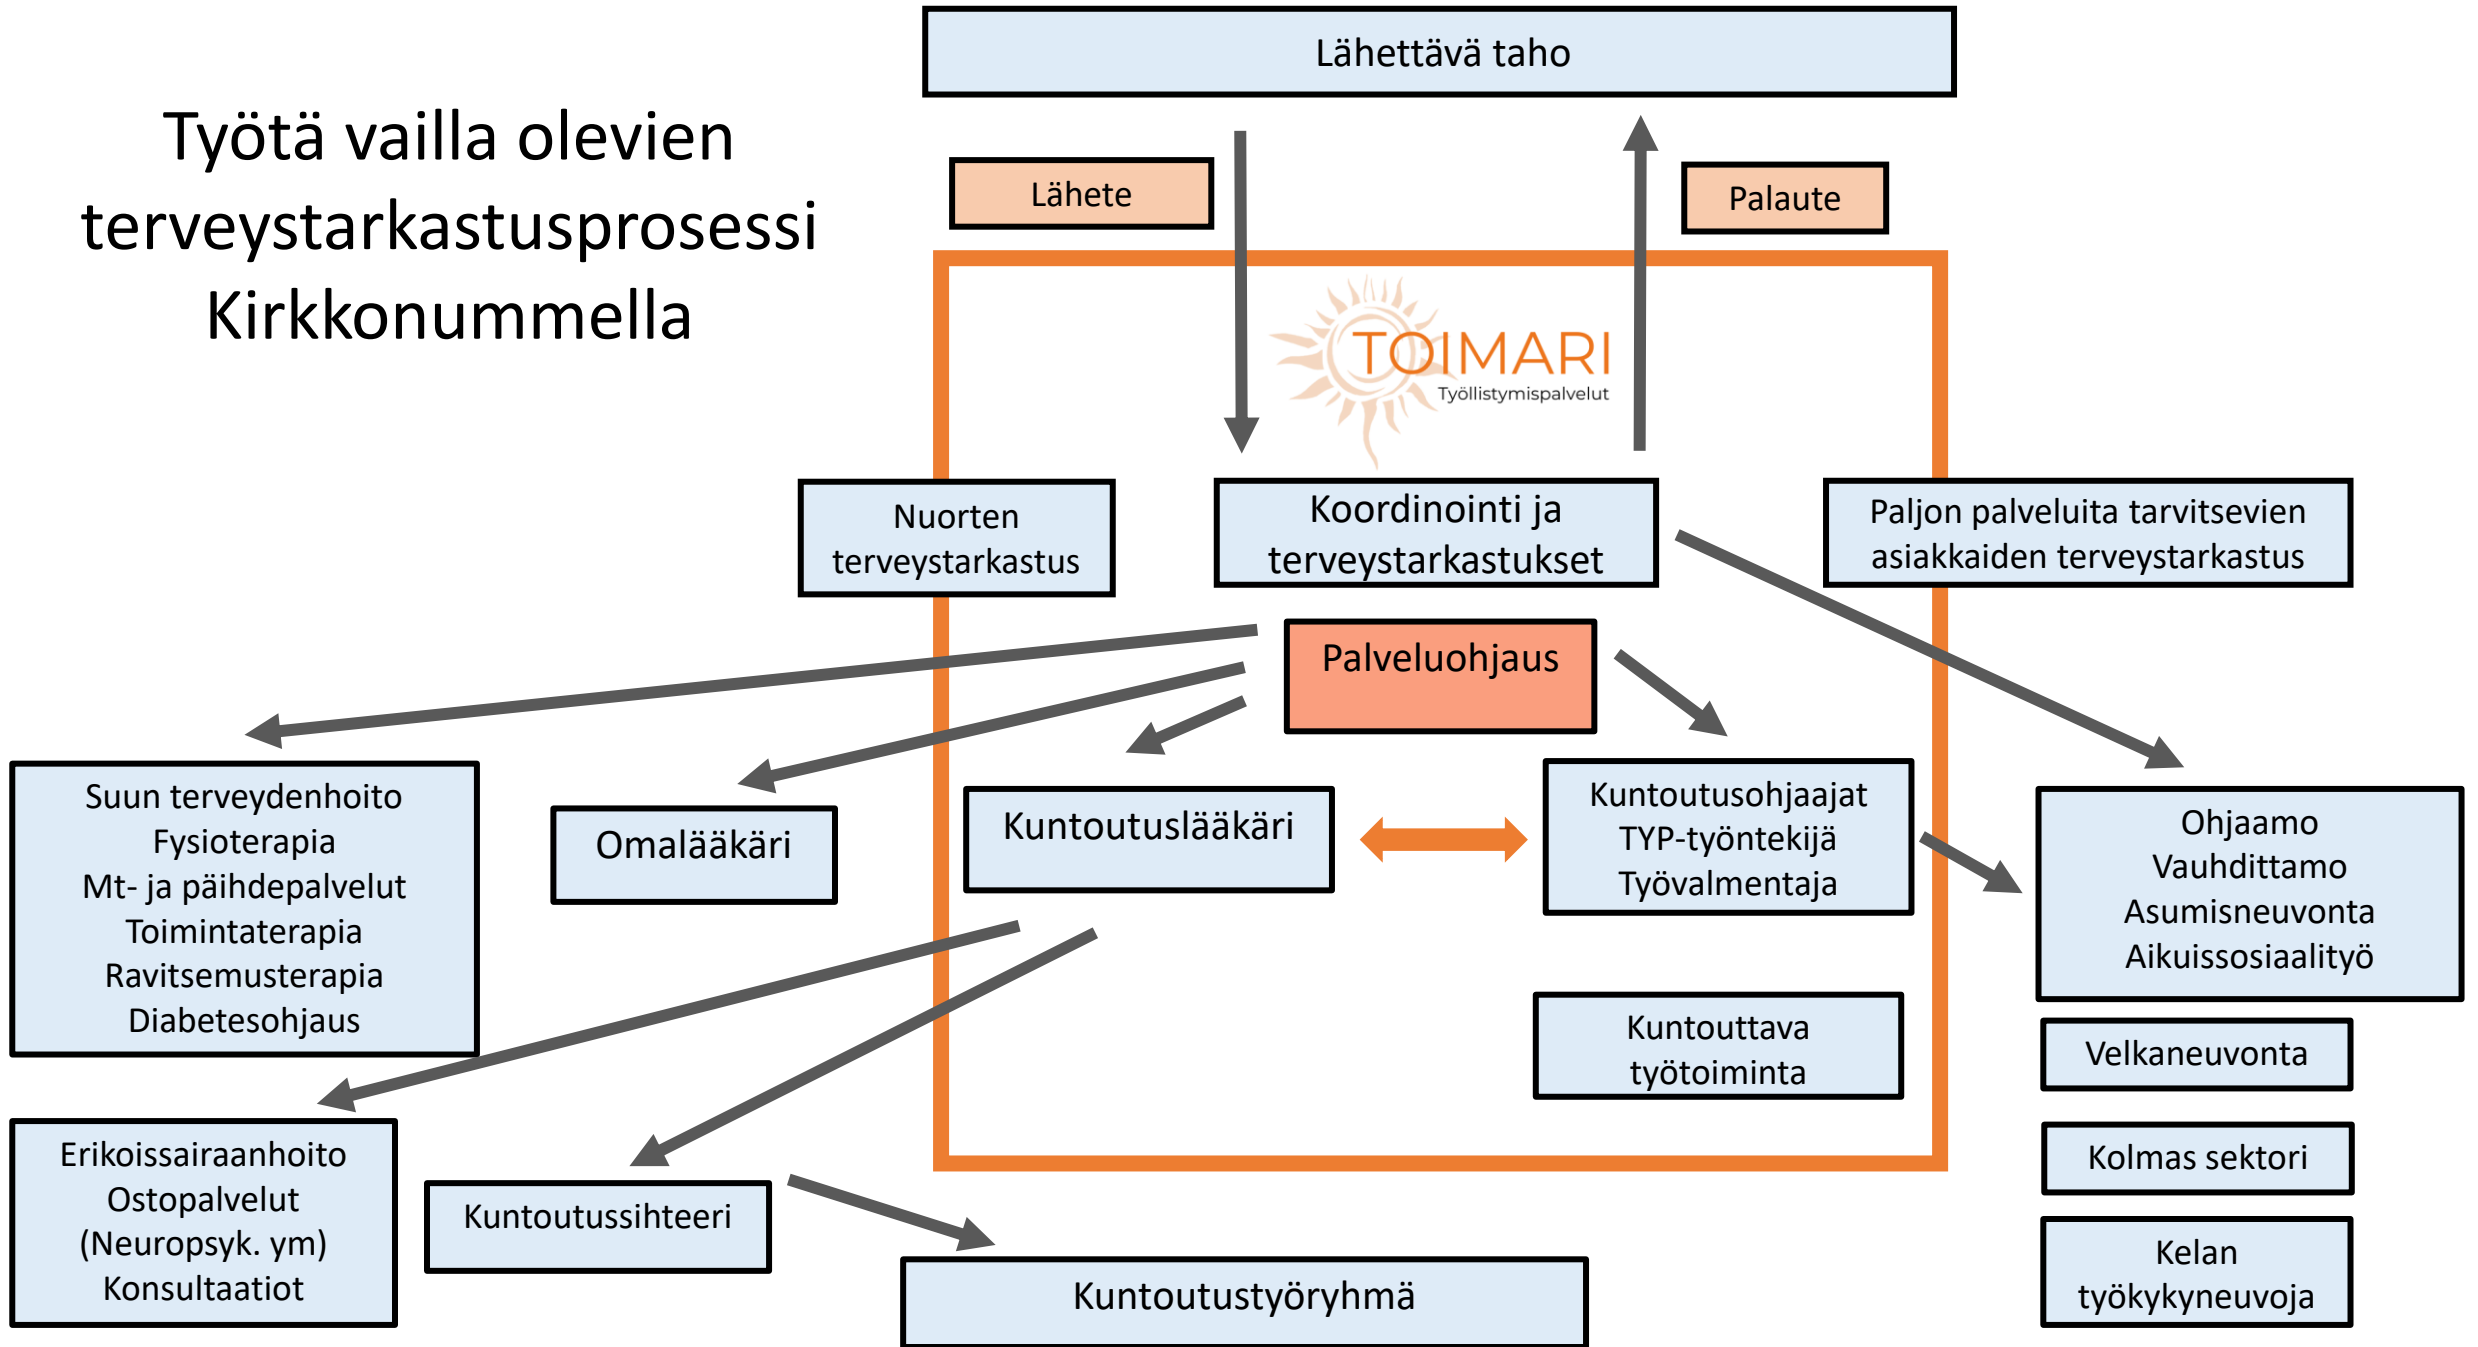 Työtä vailla olevien
terveystarkastusprosessi
Kirkkonummella
Lähettävä taho
Lähete
Palaute
TOIMARI
Työllistymispalvelut
Nuorten
terveystarkastus
Koordinointi ja
terveystarkastukset
Paljon palveluita tarvitsevien
asiakkaiden terveystarkastus
Palveluohjaus
Suun terveydenhoito
Fysioterapia
Mt- ja päihdepalvelut
Toimintaterapia
Ravitsemusterapia
Diabetesohjaus
Omalääkäri
Kuntoutuslääkäri
Kuntoutusohjaajat
TYP-työntekijä
Työvalmentaja
Ohjaamo
Vauhdittamo
Asumisneuvonta
Aikuissosiaalityö
Kuntouttava
työtoiminta
Velkaneuvonta
Kolmas sektori
Kelan
työkykyneuvoja
Erikoissairaanhoito
Ostopalvelut
(Neuropsyk. ym)
Konsultaatiot
Kuntoutussihteeri
Kuntoutustyöryhmä